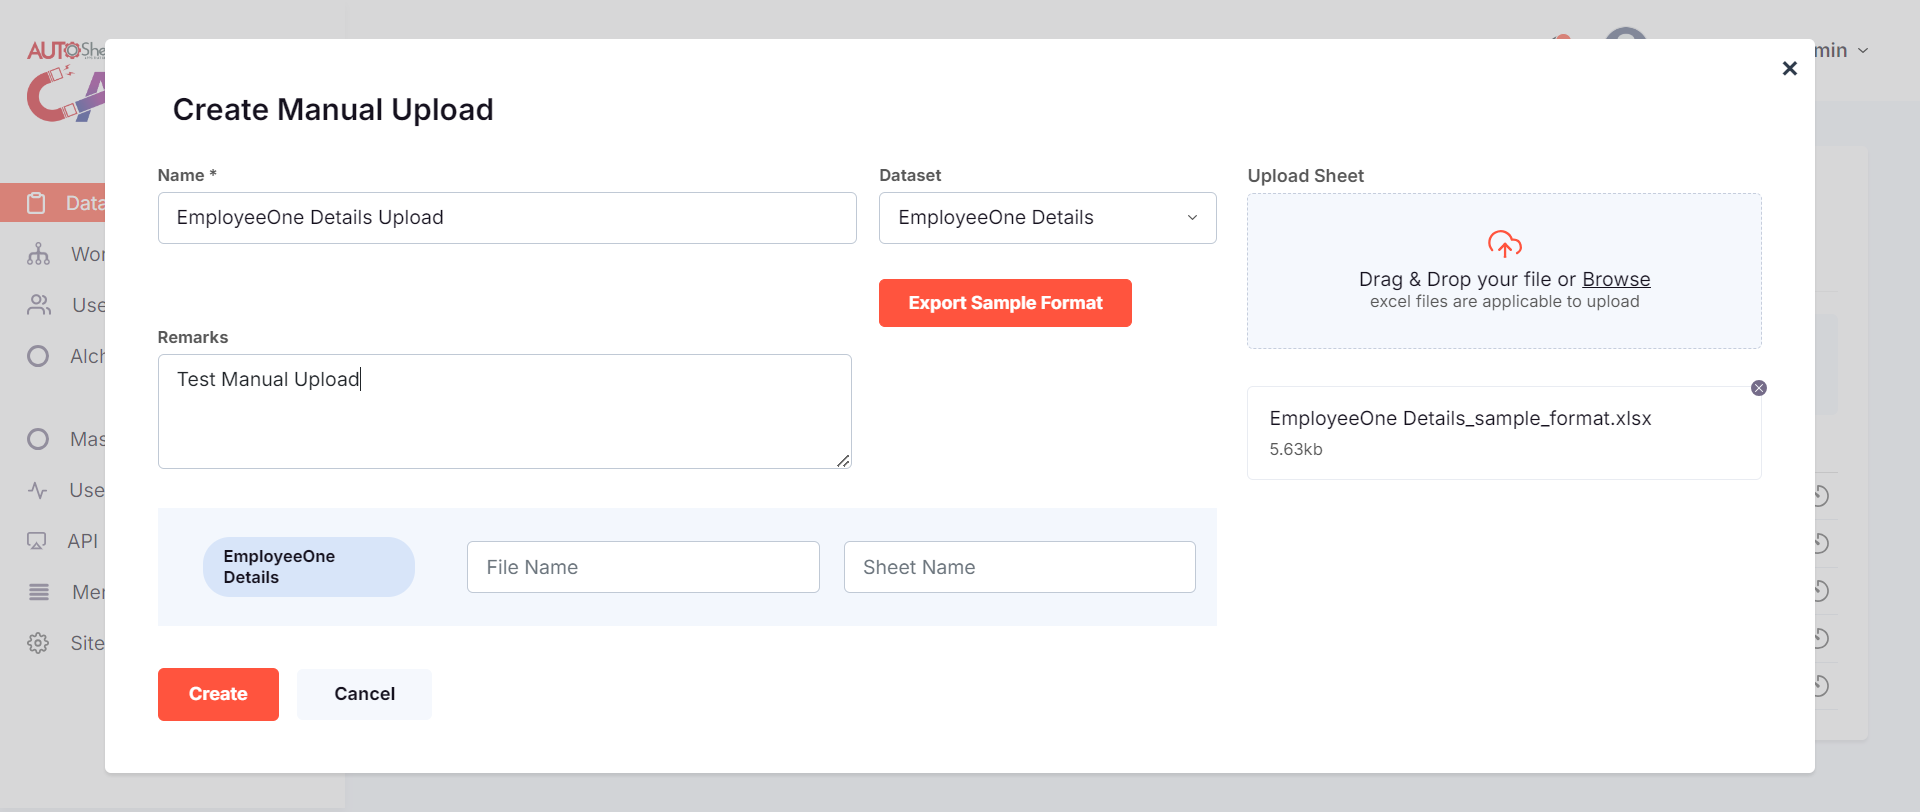 AUTOShe
CA
min
Create Manual Upload
Name *
EmployeeOne Details Upload
Dataset
EmployeeOne Details
Export Sample Format
Remarks
Test Manual Upload
Upload Sheet
Drag & Drop your file or Browse
excel files are applicable to upload
EmployeeOne Details_sample_format.xlsx
5.63kb
EmployeeOne
Details
File Name
Sheet Name
Create
Cancel
Data
Wor
Use
Alch
Mas
Use
API
Mer
Site